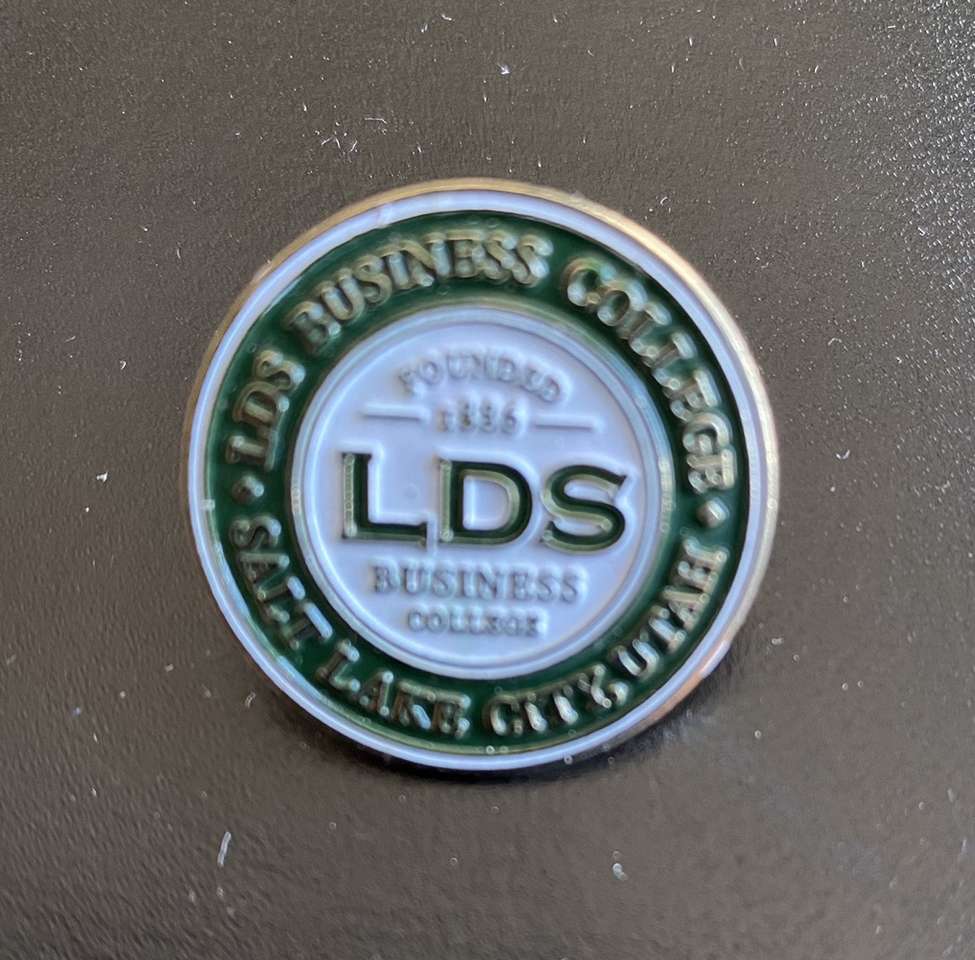 LDS BUSINESS COLLEGE
FOUNDED
1886
LDS
BUSINESS
COLLEGE
SALT LAKE CITY, UTAH